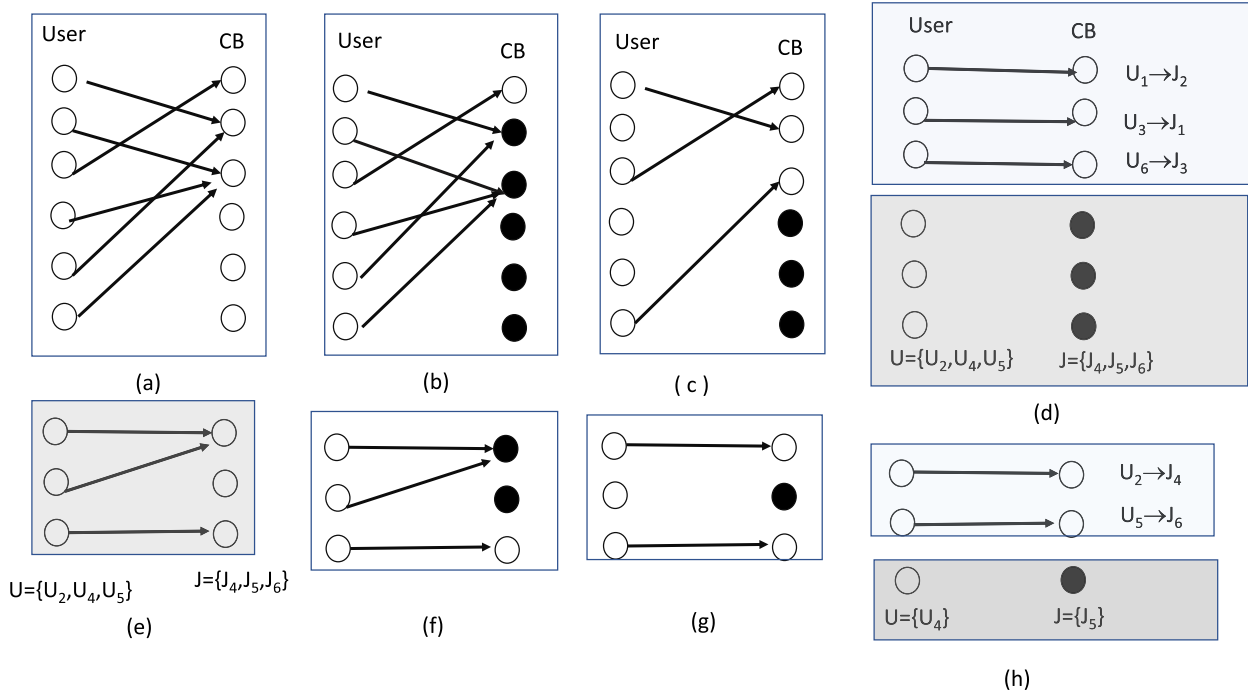 User
CB
(a)
User
CB
(b)
User
CB
( c )
User
CB
U₁→J₂
U₃→J₁
U₆→J₃
U={U₂,U₄,U₅}
J={J₄,J₅,J₆}
(d)
U={U₂,U₄,U₅}
J={J₄,J₅,J₆}
(e)
(f)
(g)
U₂→J₄
U₅→J₆
U={U₄}
J={J₅}
(h)